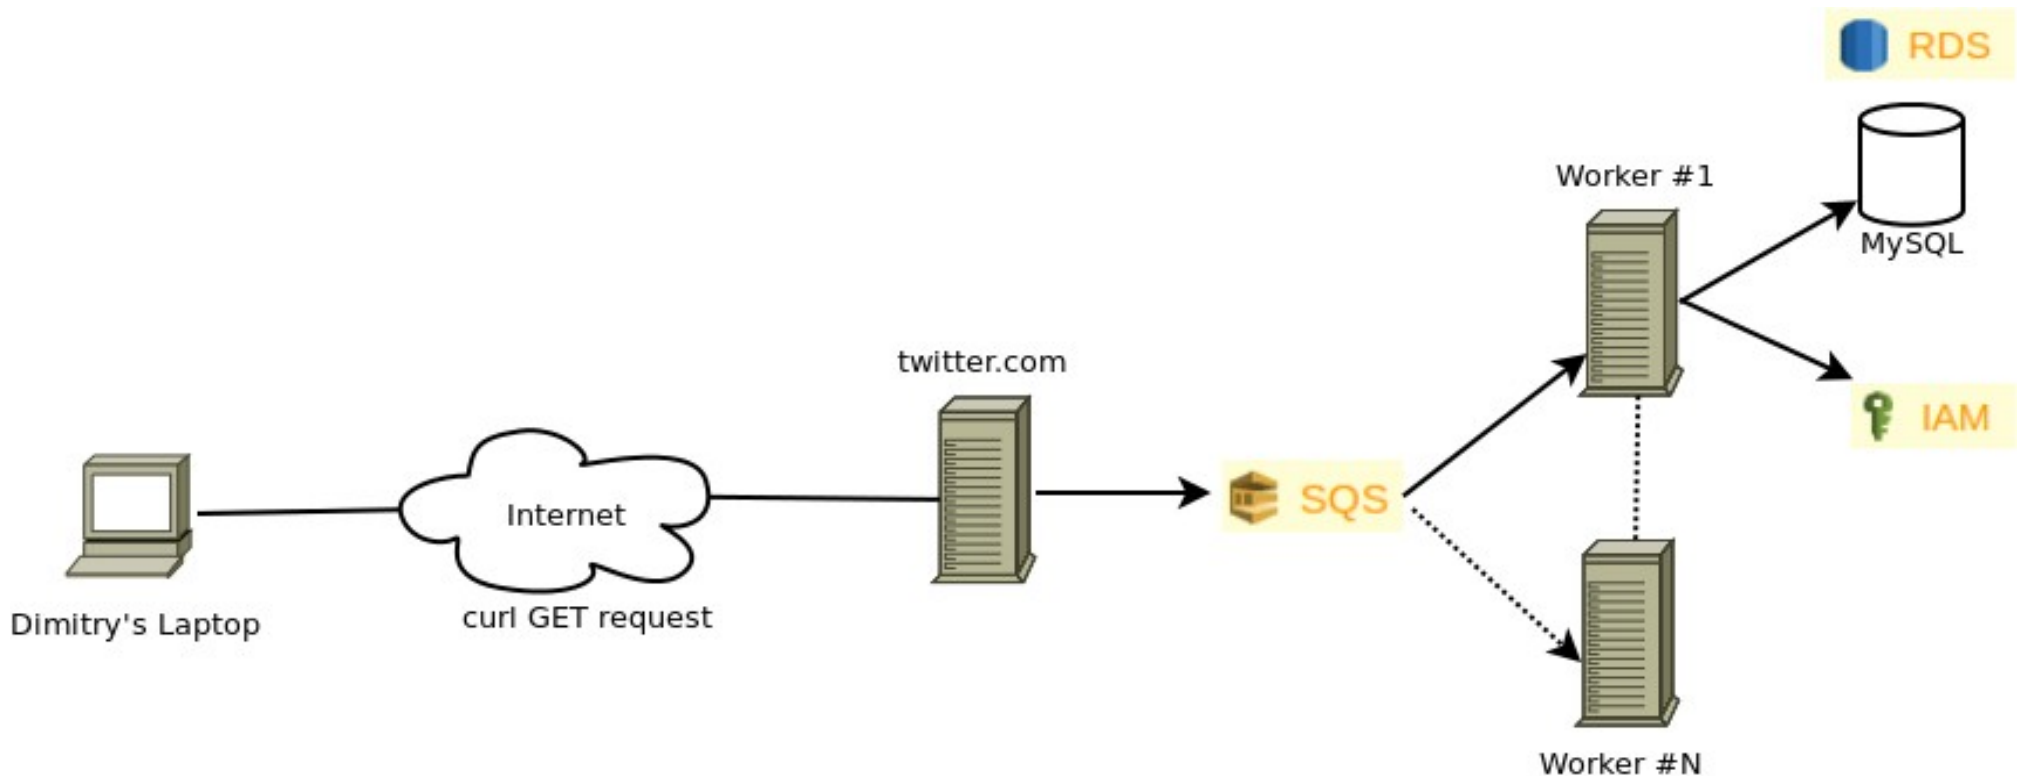 RDS
Worker #1
MySQL
twitter.com
IAM
SQS
Internet
curl GET request
Dimitry's Laptop
Worker #N